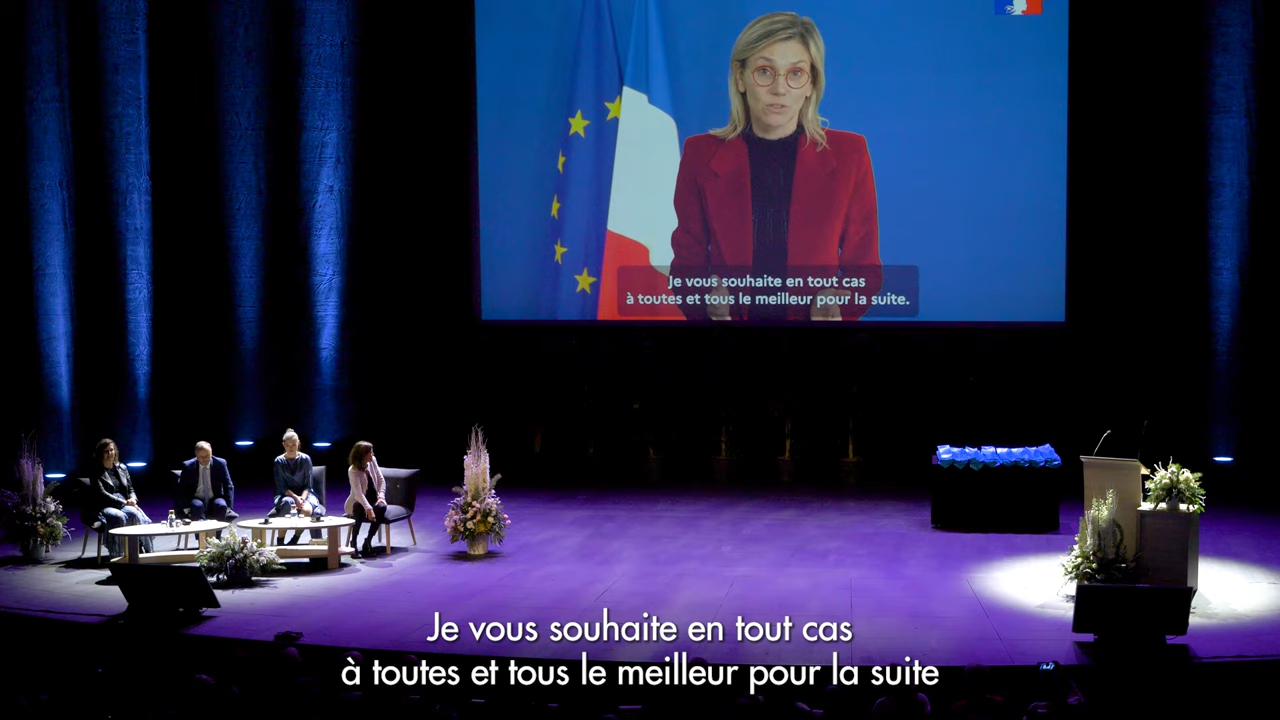 Je vous souhaite en tout cas
à toutes et tous le meilleur pour la suite.
Je vous souhaite en tout cas
à toutes et tous le meilleur pour la suite